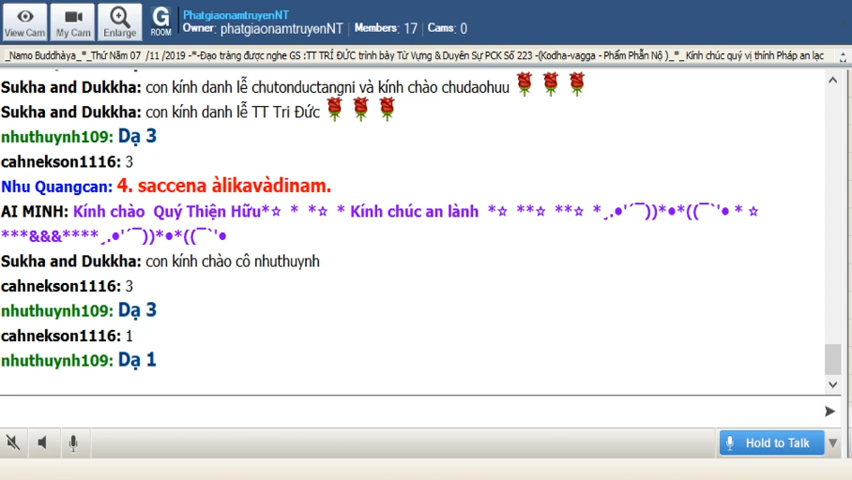 PhatgiaonamtruyenNT
Owner: phatgiaonamtruyenNT Members: 17 Cams: 0
View Cam My Cam Enlarge G ROOM
_Namo Buddhàya_*_Thứ Năm 07 /11 /2019 -*-Đạo tràng được nghe GS :TT TRÍ ĐỨC trình bày Từ Vựng & Duyên Sự PCK Số 223 -(Kodha-vagga - Phẩm Phẫn Nộ )_*_ Kính chúc quý vị thính Pháp an lạc
Sukha and Dukkha: con kính danh lễ chutonductangni và kính chào chudaohuu
Sukha and Dukkha: con kính danh lễ TT Tri Đức
nhuthuynh109: Dạ 3
cahnekson1116: 3
Nhu Quangcan: 4. saccena àlikavàdinam.
AI MINH: Kính chào Quý Thiện Hữu*☆ * *☆ * Kính chúc an lành *☆ **☆ **☆ *¸.•'´¯))*•*((¯`'• * ☆
***&&&****¸.•'´¯))*•*((¯`'•
Sukha and Dukkha: con kính chào cô nhuthuynh
cahnekson1116: 3
nhuthuynh109: Dạ 3
cahnekson1116: 1
nhuthuynh109: Dạ 1
Hold to Talk